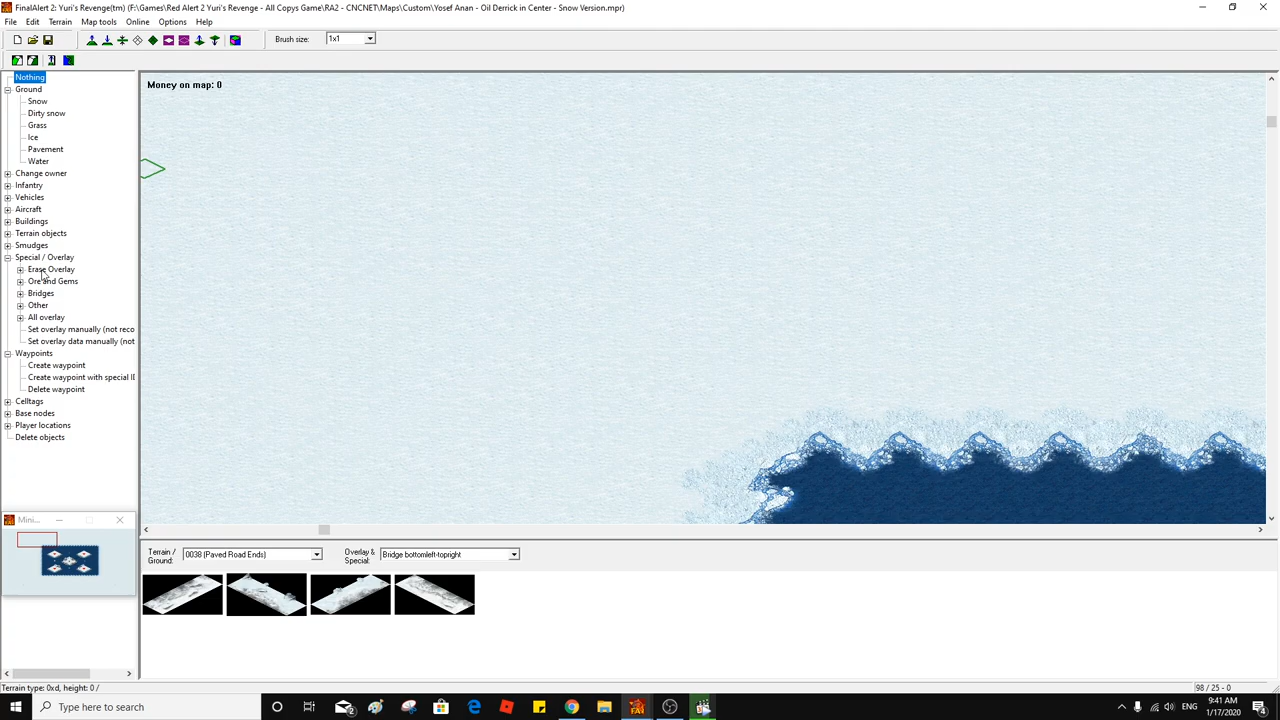 FinalAlert 2: Yuri's Revenge(tm) (F:\Games\Red Alert 2 Yuri's Revenge - All Copys Game\RA2 - CNCNET\Maps\Custom\Yosef Anan - Oil Derrick in Center - Snow Version.mpr)
File Edit Terrain Map tools Online Options Help
Brush size: 1x1
Nothing
Ground
Snow
Dirty snow
Grass
Ice
Pavement
Water
Change owner
Infantry
Vehicles
Aircraft
Buildings
Terrain objects
Smudges
Special / Overlay
Erase Overlay
Ore and Gems
Bridges
Other
All overlay
Set overlay manually (not reco
Set overlay data manually (not
Waypoints
Create waypoint
Create waypoint with special I
Delete waypoint
Celltags
Base nodes
Player locations
Delete objects
Money on map: 0
Mini...
Terrain / Ground: 0038 (Paved Road Ends) Overlay & Special: Bridge bottomleft-topright
Terrain type: 0xd, height: 0 /
98 / 25 - 0
Type here to search
ENG
9:41 AM
1/17/2020